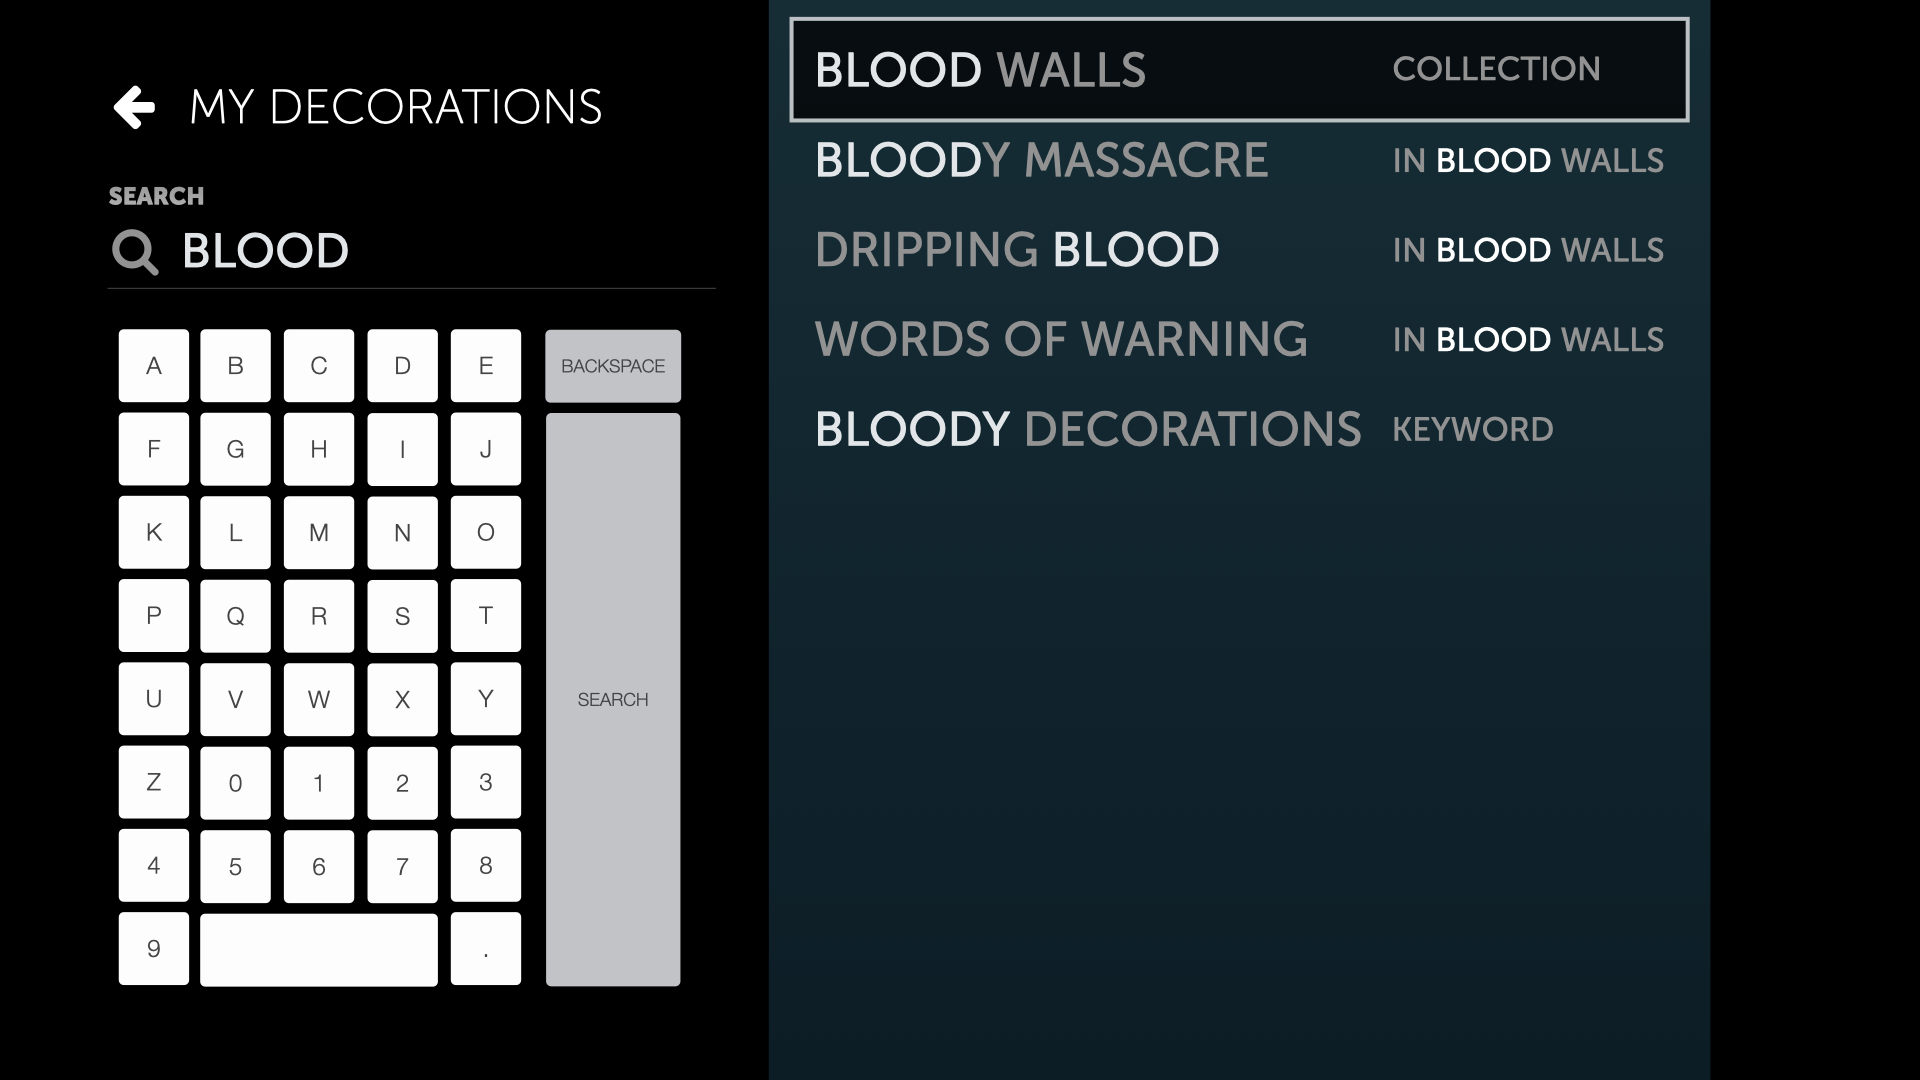 MY DECORATIONS
SEARCH
BLOOD
A B C D E BACKSPACE
F G H I J
K L M N O
P Q R S T
U V W X Y SEARCH
Z 0 1 2 3
4 5 6 7 8
9 .
BLOOD WALLS COLLECTION
BLOODY MASSACRE IN BLOOD WALLS
DRIPPING BLOOD IN BLOOD WALLS
WORDS OF WARNING IN BLOOD WALLS
BLOODY DECORATIONS KEYWORD